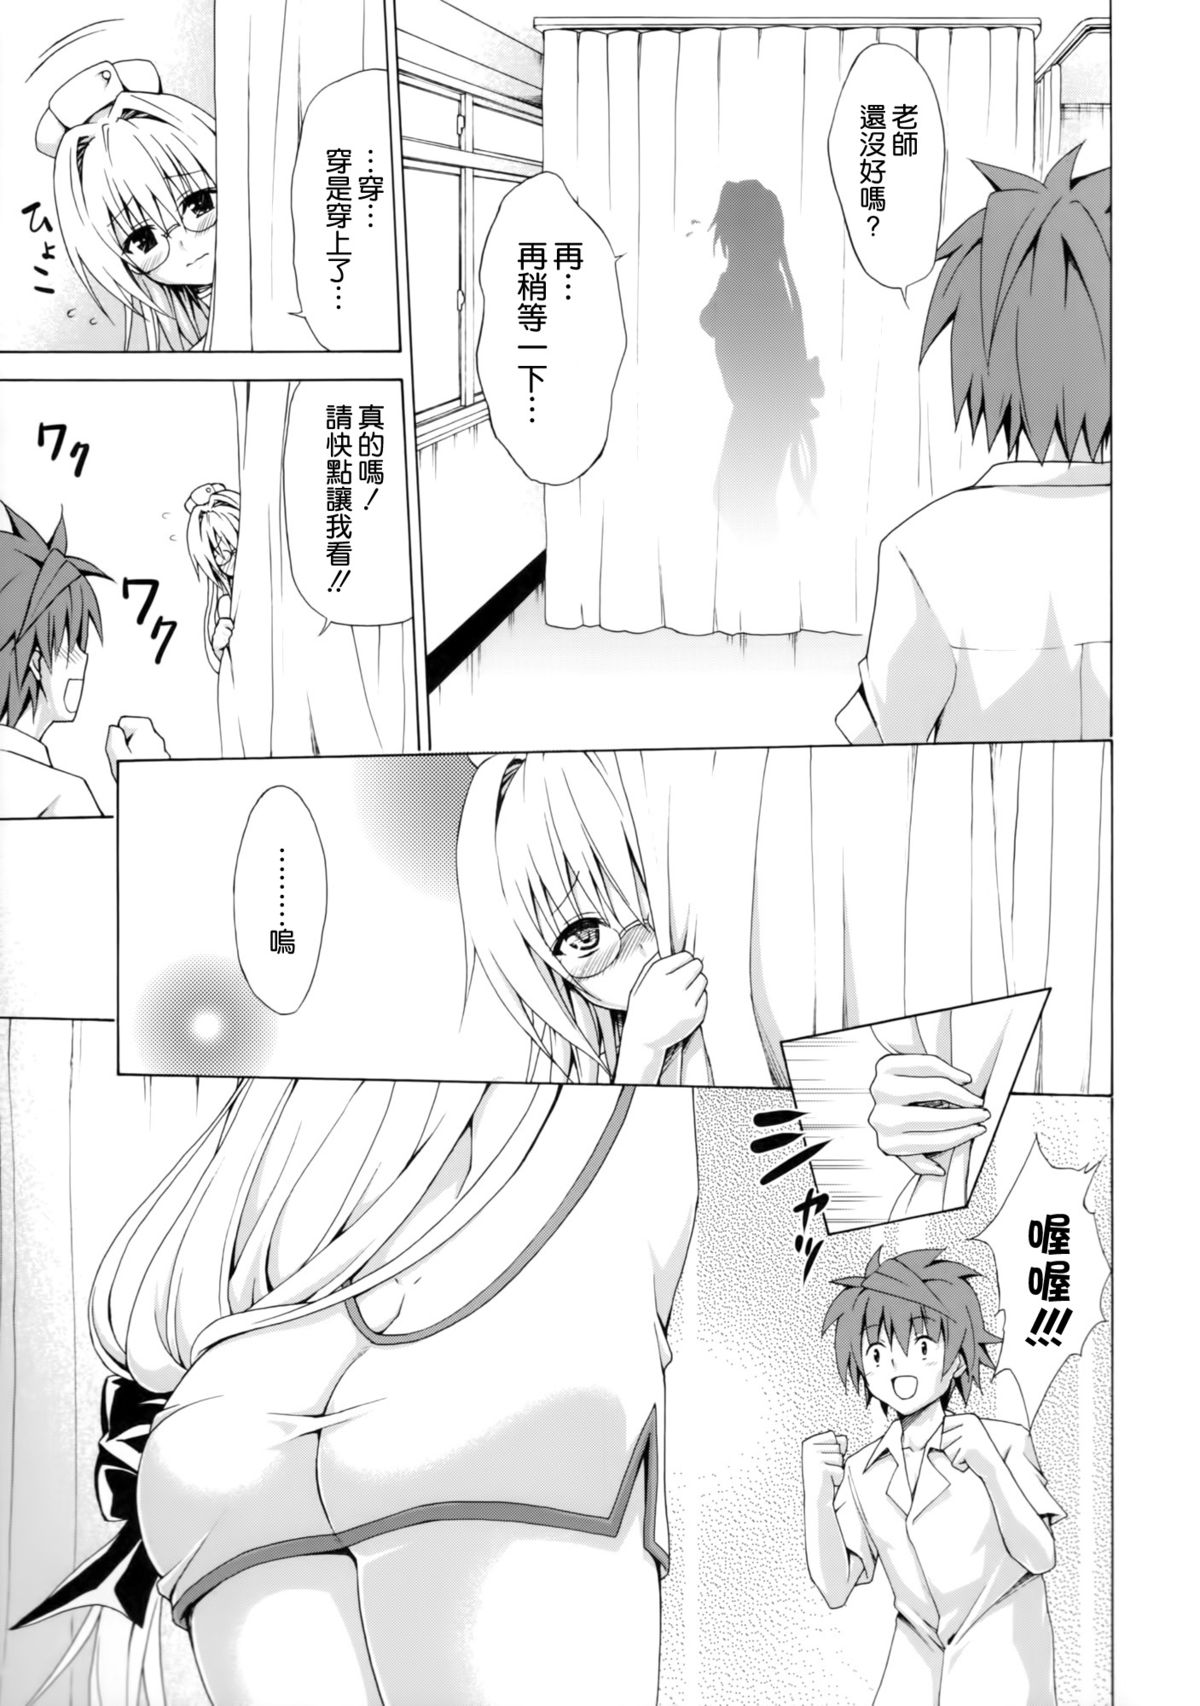 老師
還沒好嗎？
再…
再稍等一下…
…穿…
穿是穿上了…
ひょこ
真的嗎！
請快點讓我看!!
ワク
ワク
………嗚
シャッ
喔
喔!!!